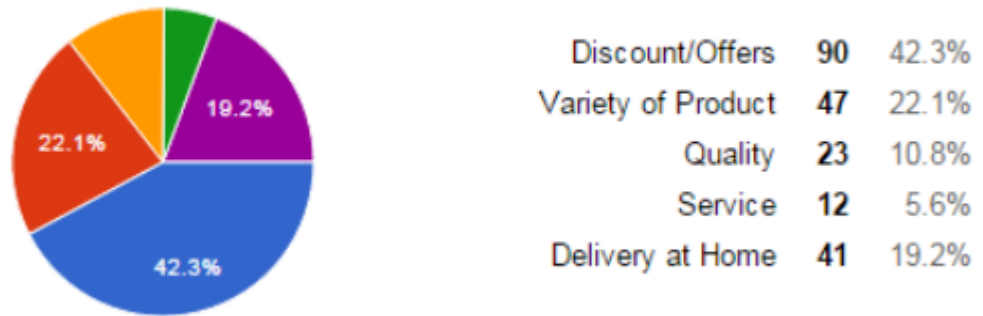 19.2%
22.1%
42.3%
Discount/Offers 90 42.3%
Variety of Product 47 22.1%
Quality 23 10.8%
Service 12 5.6%
Delivery at Home 41 19.2%